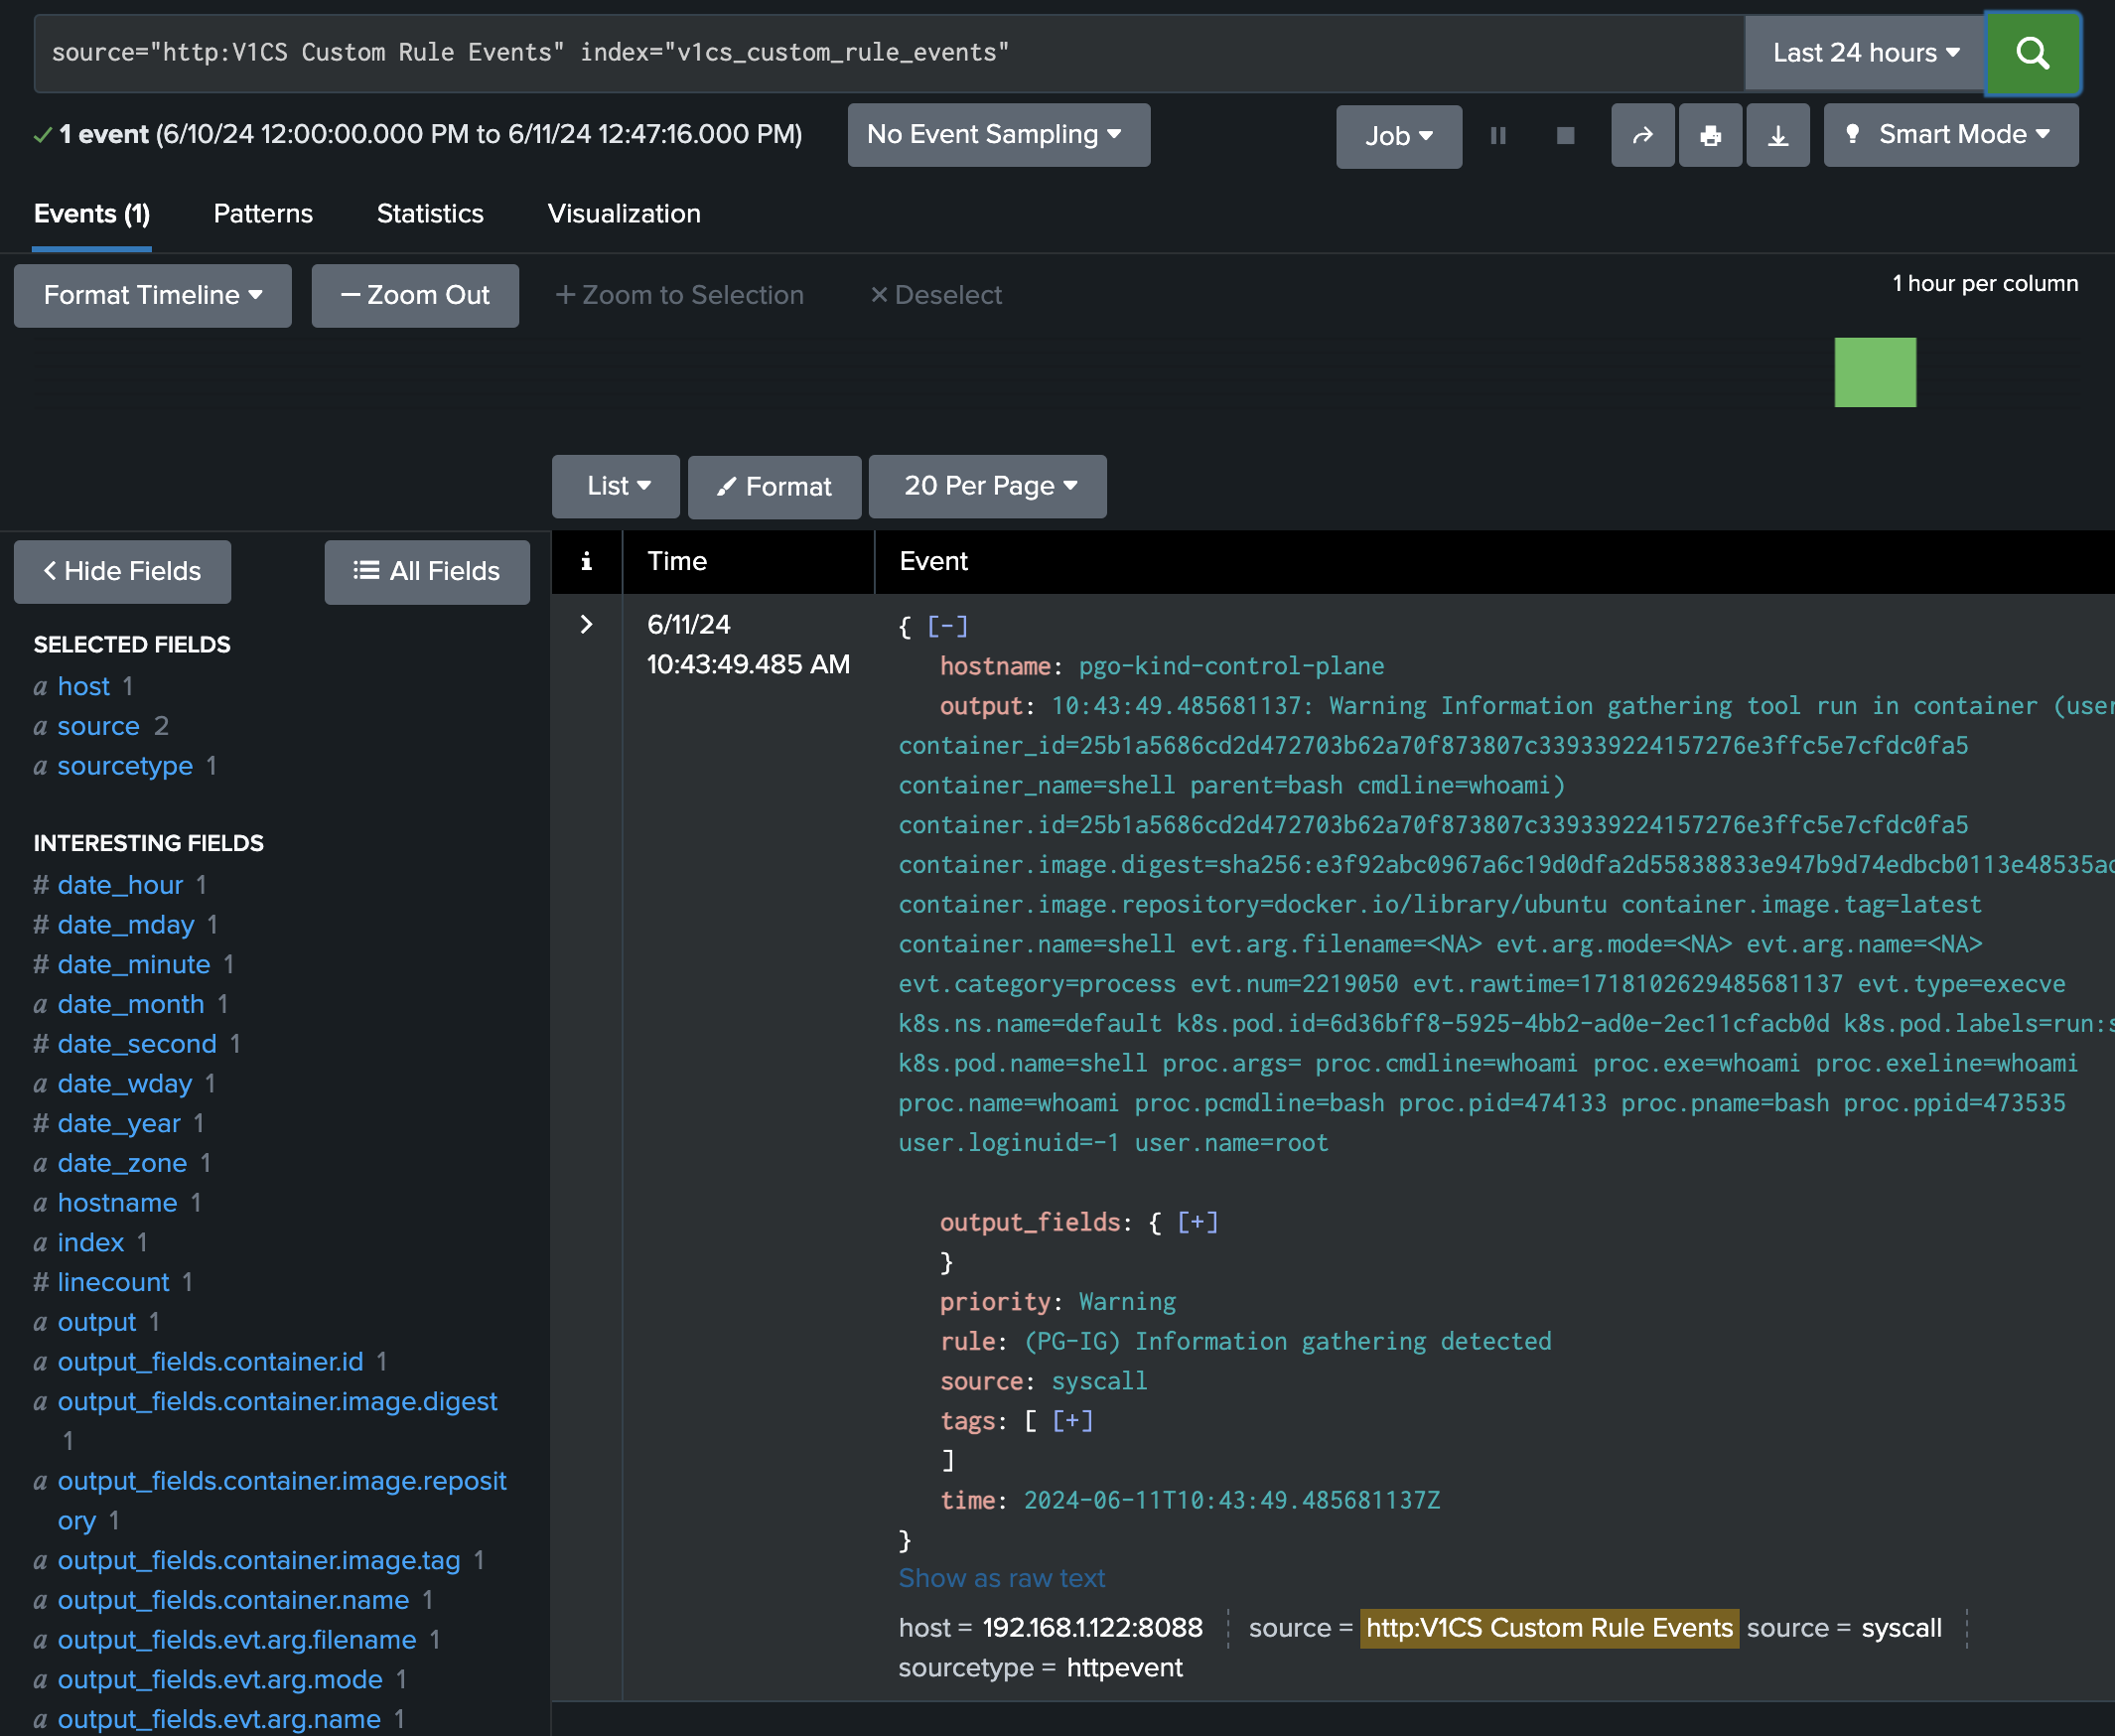 source="http:V1CS Custom Rule Events" index="v1cs_custom_rule_events"
Last 24 hours
1 event (6/10/24 12:00:00.000 PM to 6/11/24 12:47:16.000 PM)
No Event Sampling
Job
Smart Mode
Events (1)
Patterns
Statistics
Visualization
Format Timeline
— Zoom Out
+ Zoom to Selection
× Deselect
1 hour per column
List
Format
20 Per Page
< Hide Fields
All Fields
SELECTED FIELDS
a host 1
a source 2
a sourcetype 1
INTERESTING FIELDS
# date_hour 1
# date_mday 1
# date_minute 1
a date_month 1
# date_second 1
a date_wday 1
# date_year 1
a date_zone 1
a hostname 1
a index 1
# linecount 1
a output 1
a output_fields.container.id 1
a output_fields.container.image.digest
1
a output_fields.container.image.reposit
ory 1
a output_fields.container.image.tag 1
a output_fields.container.name 1
a output_fields.evt.arg.filename 1
a output_fields.evt.arg.mode 1
a output_fields.evt.arg.name 1
i
Time
Event
>
6/11/24
10:43:49.485 AM
{ [-]
hostname: pgo-kind-control-plane
output: 10:43:49.485681137: Warning Information gathering tool run in container (user
container_id=25b1a5686cd2d472703b62a70f873807c339339224157276e3ffc5e7cfdc0fa5
container_name=shell parent=bash cmdline=whoami)
container.id=25b1a5686cd2d472703b62a70f873807c339339224157276e3ffc5e7cfdc0fa5
container.image.digest=sha256:e3f92abc0967a6c19d0dfa2d55838833e947b9d74edbcb0113e48535ad
container.image.repository=docker.io/library/ubuntu container.image.tag=latest
container.name=shell evt.arg.filename=<NA> evt.arg.mode=<NA> evt.arg.name=<NA>
evt.category=process evt.num=2219050 evt.rawtime=1718102629485681137 evt.type=execve
k8s.ns.name=default k8s.pod.id=6d36bff8-5925-4bb2-ad0e-2ec11cfacb0d k8s.pod.labels=run:s
k8s.pod.name=shell proc.args= proc.cmdline=whoami proc.exe=whoami proc.exeline=whoami
proc.name=whoami proc.pcmdline=bash proc.pid=474133 proc.pname=bash proc.ppid=473535
user.loginuid=-1 user.name=root
output_fields: { [+]
}
priority: Warning
rule: (PG-IG) Information gathering detected
source: syscall
tags: [ [+]
]
time: 2024-06-11T10:43:49.485681137Z
}
Show as raw text
host = 192.168.1.122:8088 source = http:V1CS Custom Rule Events source = syscall
sourcetype = httpevent